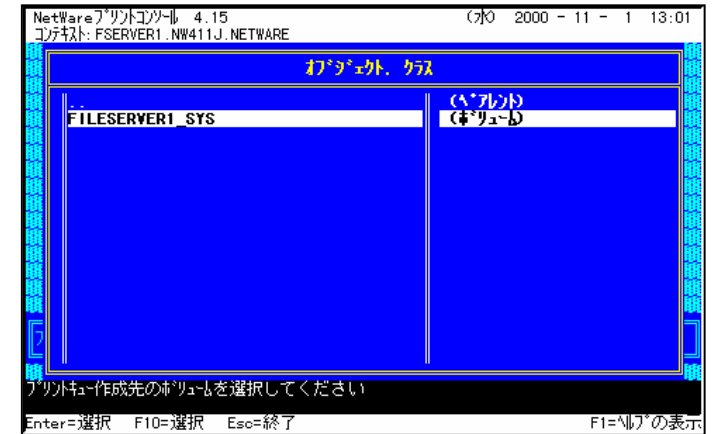 NetWareプリントコンソール 4.15 (水) 2000 - 11 - 1 13:01
コンテキスト: FSERVER1.NW411J.NETWARE
オブジェクト. クラス
.. (ペアレント)
FILESERVER1_SYS (ボリューム)
プリントキュー作成先のボリュームを選択してください
Enter=選択 F10=選択 Esc=終了 F1=ヘルプの表示